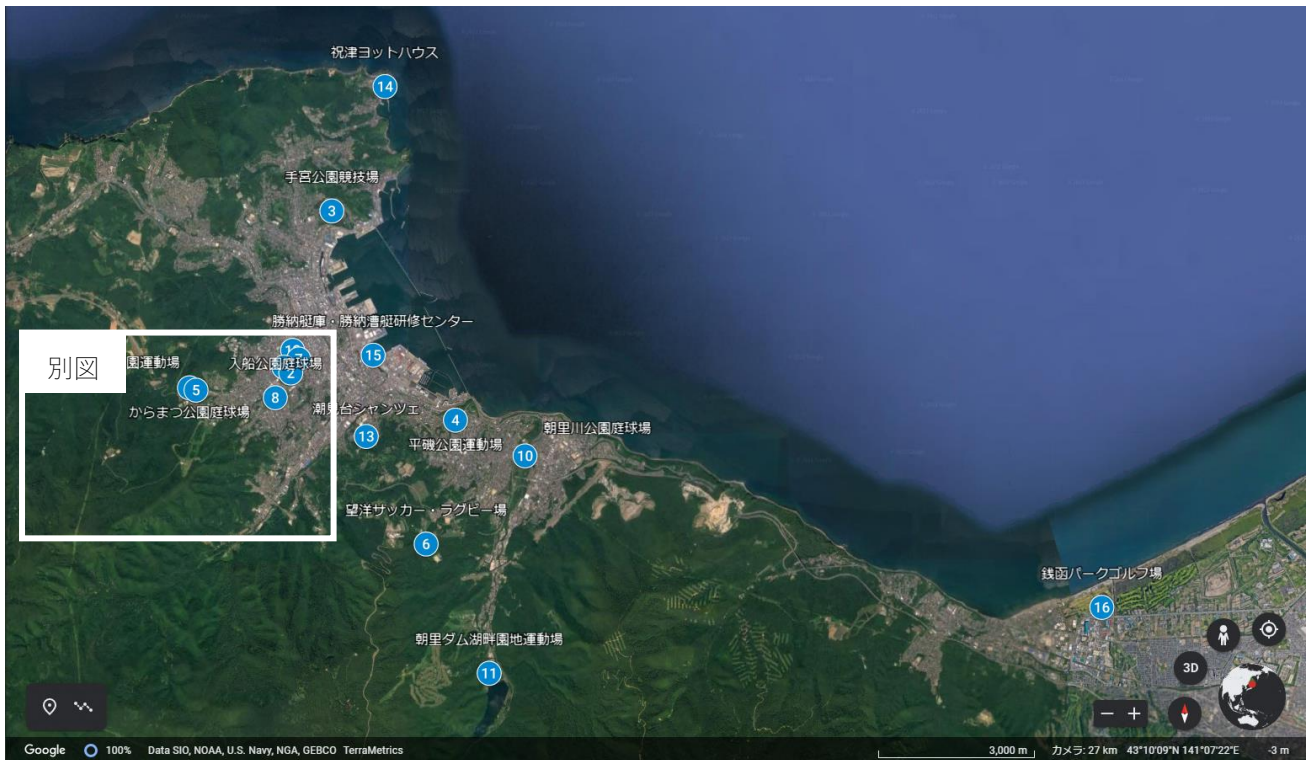 祝津ヨットハウス
14
手宮公園競技場
3
勝納艇庫・勝納漕艇研修センター
15
別図
園運動場
入船公園庭球場
2
5
8
からまつ公園庭球場
潮見台シャンツェ
13
4
平磯公園運動場
朝里川公園庭球場
10
望洋サッカー・ラグビー場
6
銭函パークゴルフ場
16
朝里ダム湖畔園地運動場
11
3D
Google 100% Data SIO, NOAA, U.S. Navy, NGA, GEBCO TerraMetrics 3,000 m カメラ: 27 km 43°10'09"N 141°07'22"E -3 m